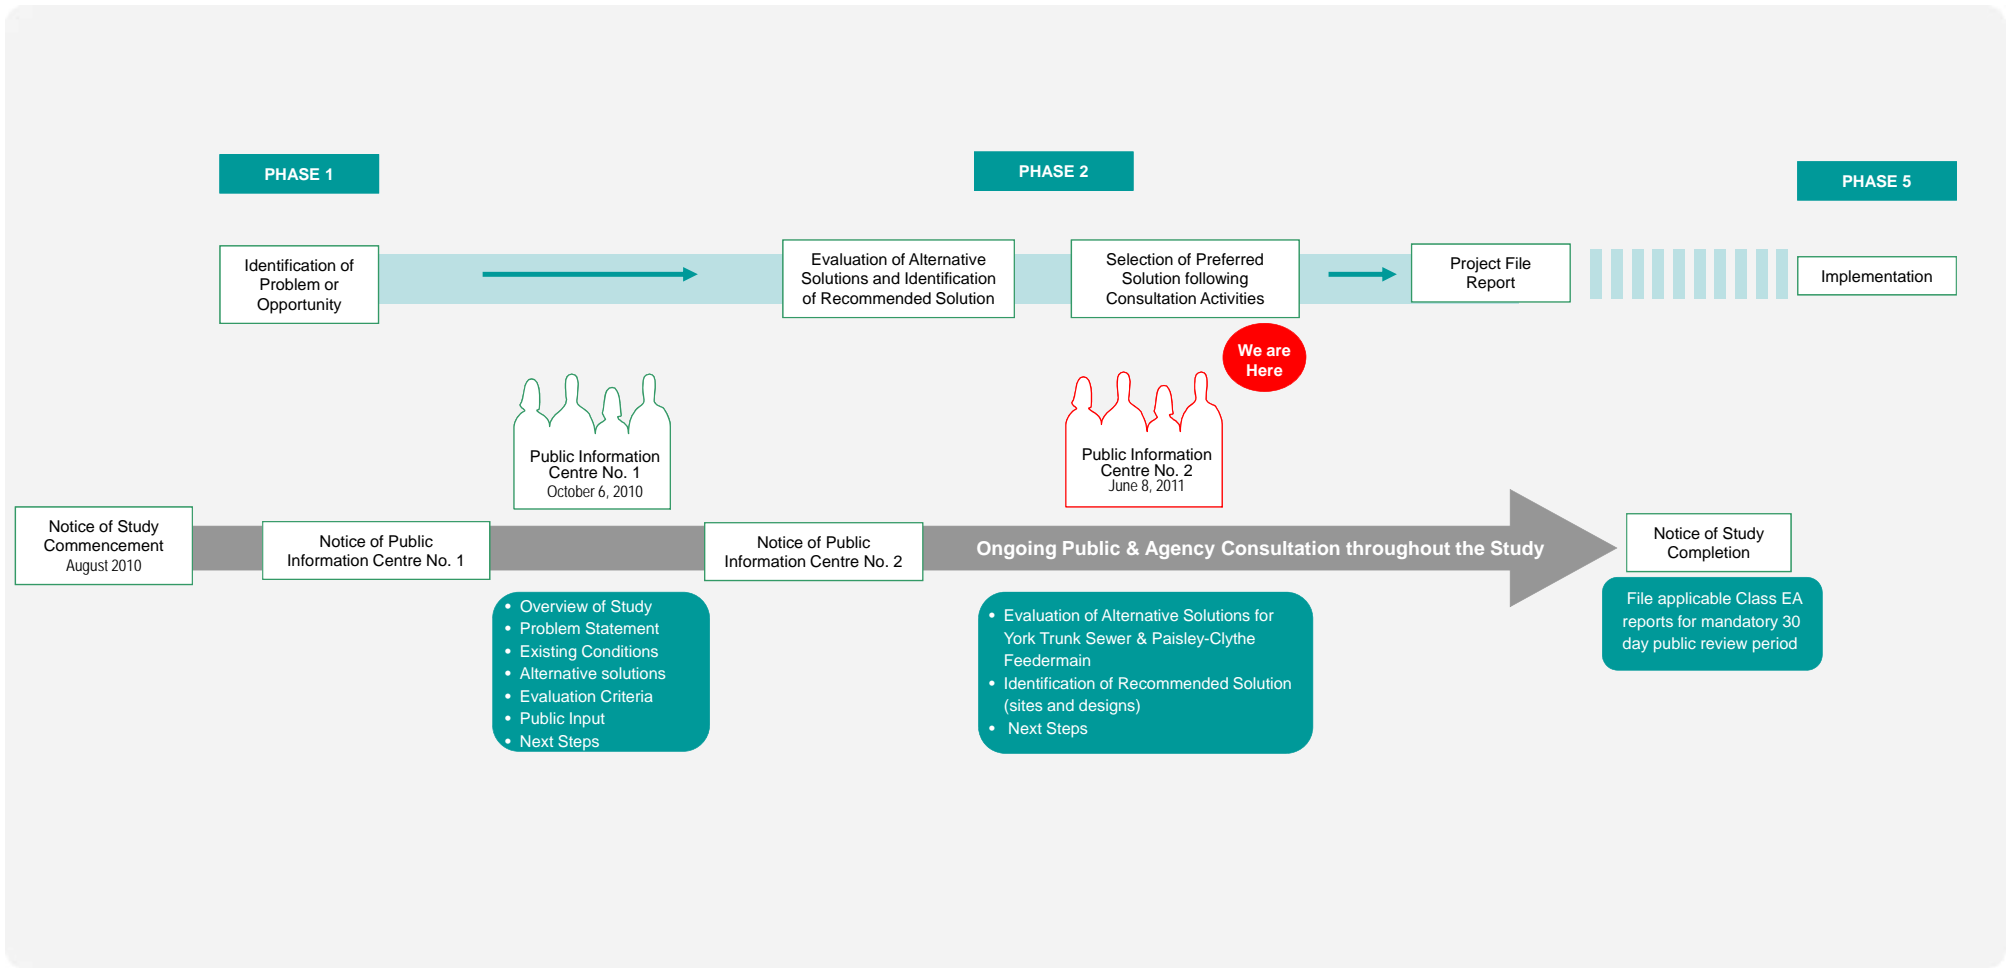 PHASE 1
PHASE 2
PHASE 5
Identification of
Problem or
Opportunity
Evaluation of Alternative
Solutions and Identification
of Recommended Solution
Selection of Preferred
Solution following
Consultation Activities
Project File
Report
Implementation
We are
Here
Public Information
Centre No. 1
October 6, 2010
Public Information
Centre No. 2
June 8, 2011
Notice of Study
Commencement
August 2010
Notice of Public
Information Centre No. 1
Notice of Public
Information Centre No. 2
Ongoing Public & Agency Consultation throughout the Study
Notice of Study
Completion
• Overview of Study
• Problem Statement
• Existing Conditions
• Alternative solutions
• Evaluation Criteria
• Public Input
• Next Steps
• Evaluation of Alternative Solutions for
York Trunk Sewer & Paisley-Clythe
Feedermain
• Identification of Recommended Solution
(sites and designs)
• Next Steps
File applicable Class EA
reports for mandatory 30
day public review period